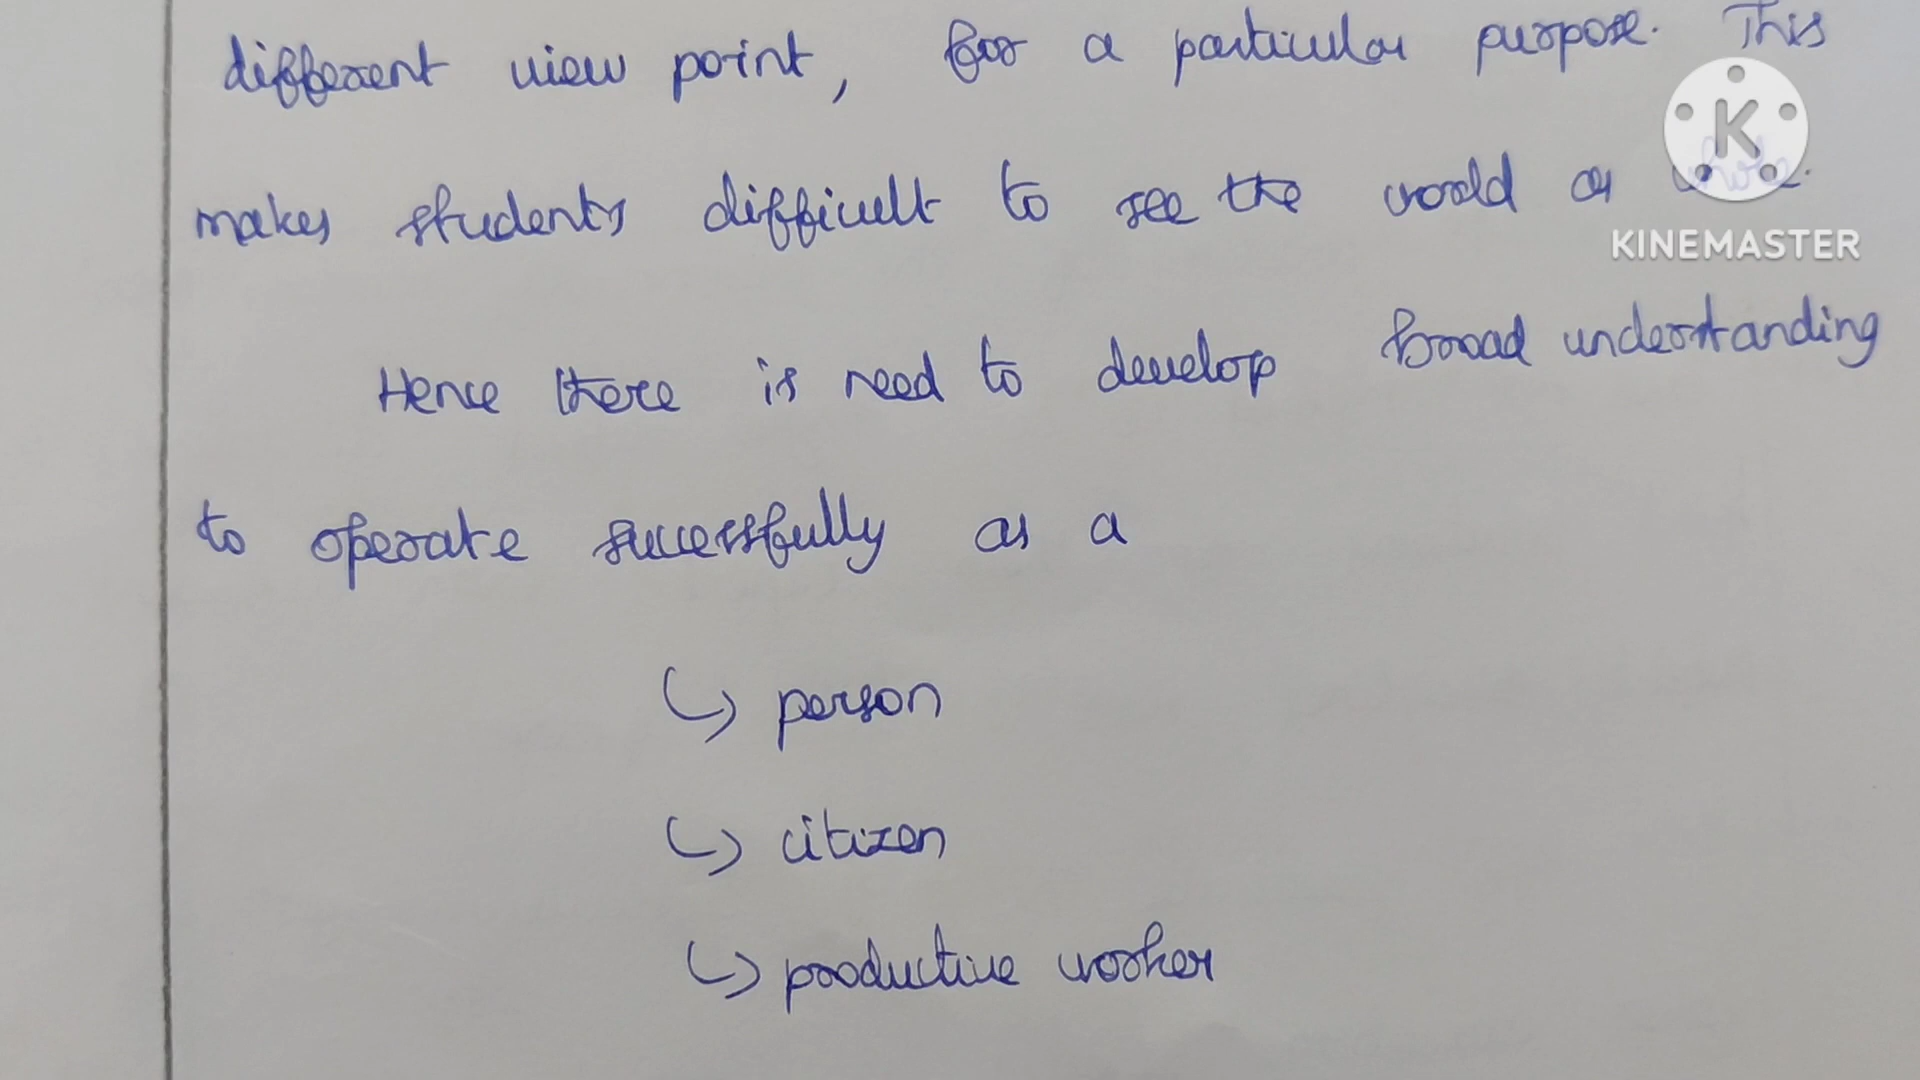 different view point, for a particular purpose. This
makes students difficult to see the world as whole.
KINEMASTER
Hence there is need to develop broad understanding
to operate successfully as a
↳ person
↳ citizen
↳ productive worker